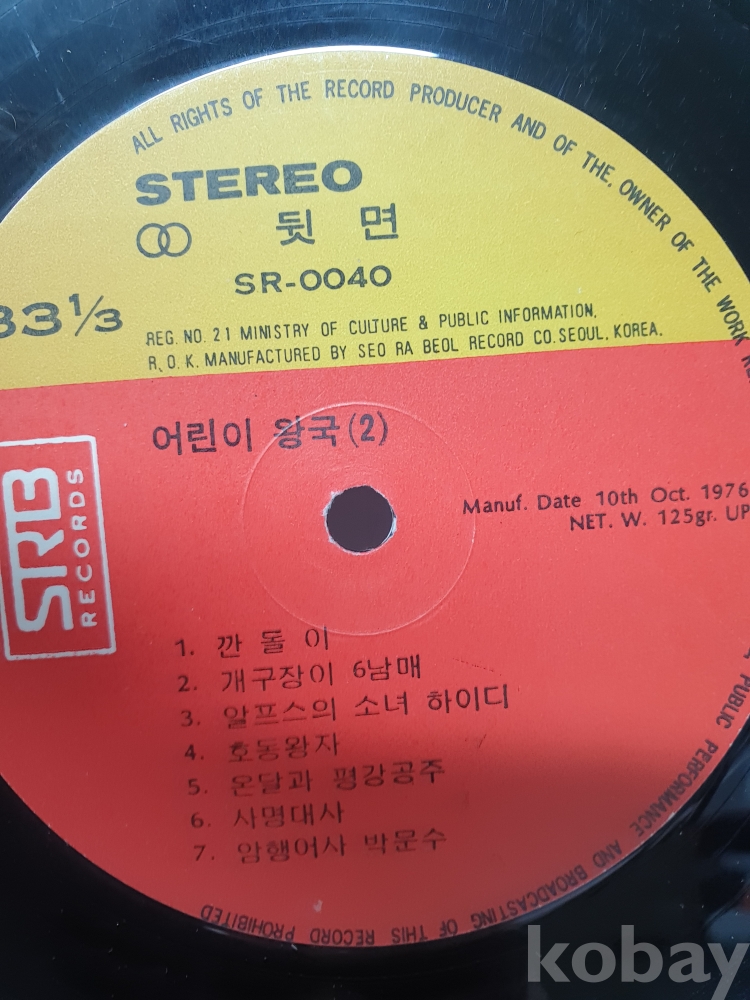 ALL RIGHTS OF THE RECORD PRODUCER AND OF THE, OWNER OF THE WORK
STEREO
뒷 면
SR-0040
33⅓
REG. NO. 21 MINISTRY OF CULTURE & PUBLIC INFORMATION,
R, O. K. MANUFACTURED BY SEO RA BEOL RECORD CO. SEOUL, KOREA.
어린이 왕국 (2)
SRB
RECORDS
Manuf. Date 10th Oct. 1976
NET. W. 125gr. UP
1. 깐 돌 이
2. 개구장이 6남매
3. 알프스의 소녀 하이디
4. 호동왕자
5. 온달과 평강공주
6. 사명대사
7. 암행어사 박문수
PUBLIC PERFORMANCE AND BROADCASTING OF THIS RECORD PROHIBITED
kobay